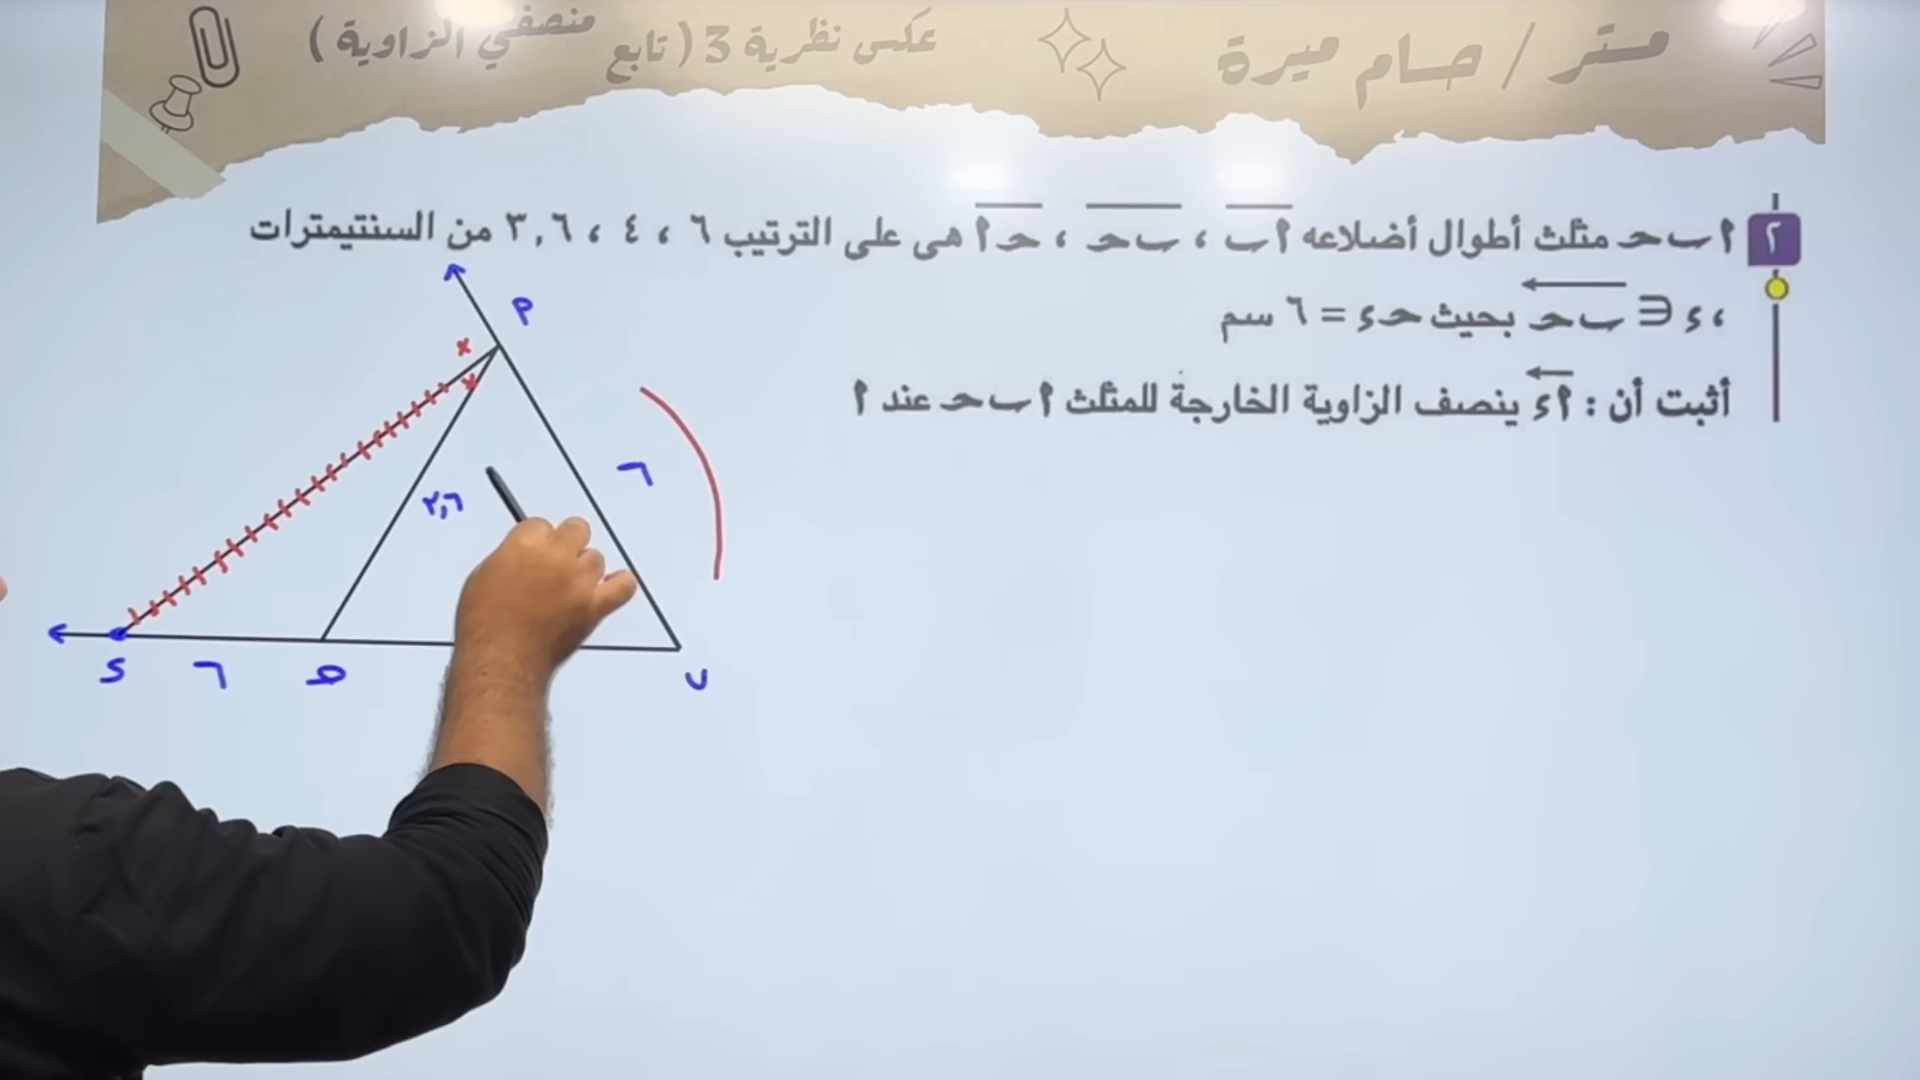 مستر / حسام ميرة
عكس نظرية 3 ( تابع منصفي الزاوية )
٢
ا ب حـ مثلث أطوال أضلاعه ا ب ، ب حـ ، حـ ا هى على الترتيب ٦ ، ٤ ، ٣,٦ من السنتيمترات
، ء ∈ ب حـ بحيث حـ ء = ٦ سم
أثبت أن : ا ء ينصف الزاوية الخارجة للمثلث ا ب حـ عند ا
ا
×
×
٦
٣,٦
ء
٦
حـ
ب